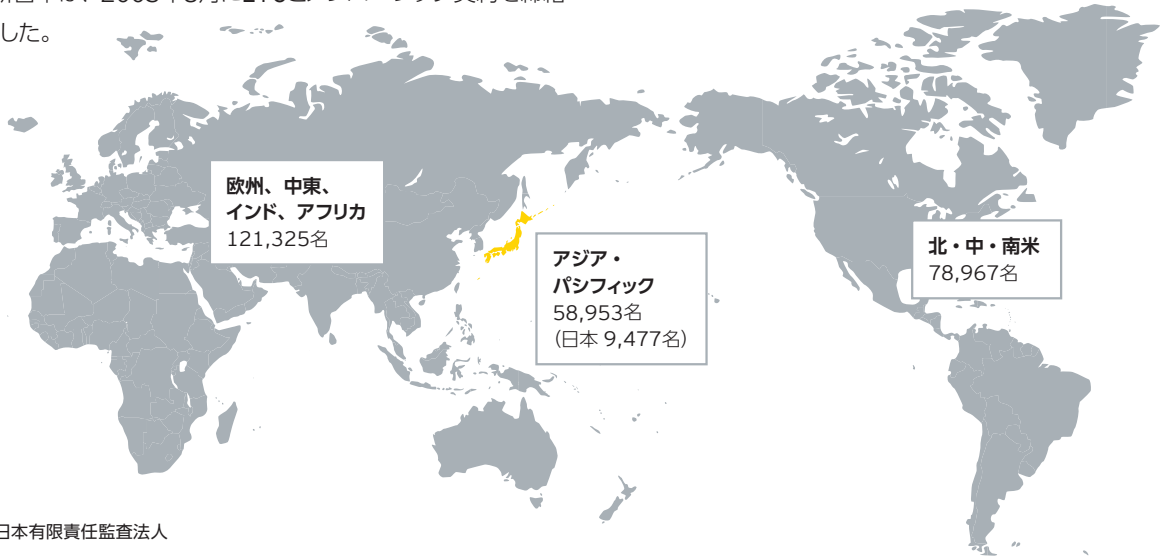 した。
欧州、中東、
インド、アフリカ
121,325名
アジア・
パシフィック
58,953名
(日本 9,477名)
北・中・南米
78,967名
日本有限責任監査法人